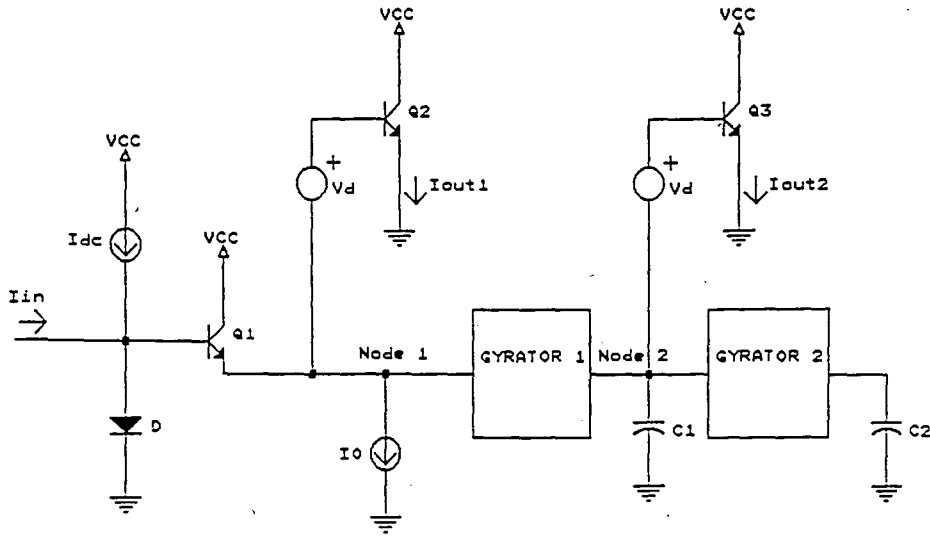 VCC
VCC
Q2
Q3
VCC
+
Vd
Iout1
+
Vd
Iout2
Idc
VCC
Iin
Q1
Node 1
GYRATOR 1
Node 2
GYRATOR 2
D
I0
C1
C2